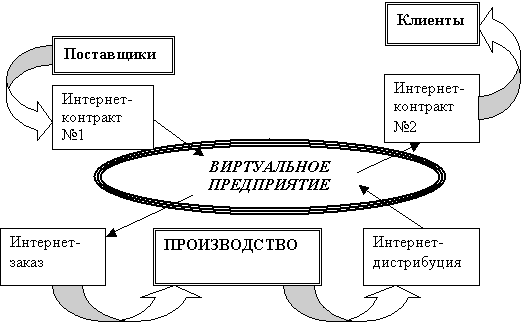 Клиенты
Поставщики
Интернет-
контракт
№1
Интернет-
контракт
№2
ВИРТУАЛЬНОЕ
ПРЕДПРИЯТИЕ
Интернет-
заказ
ПРОИЗВОДСТВО
Интернет-
дистрибуция